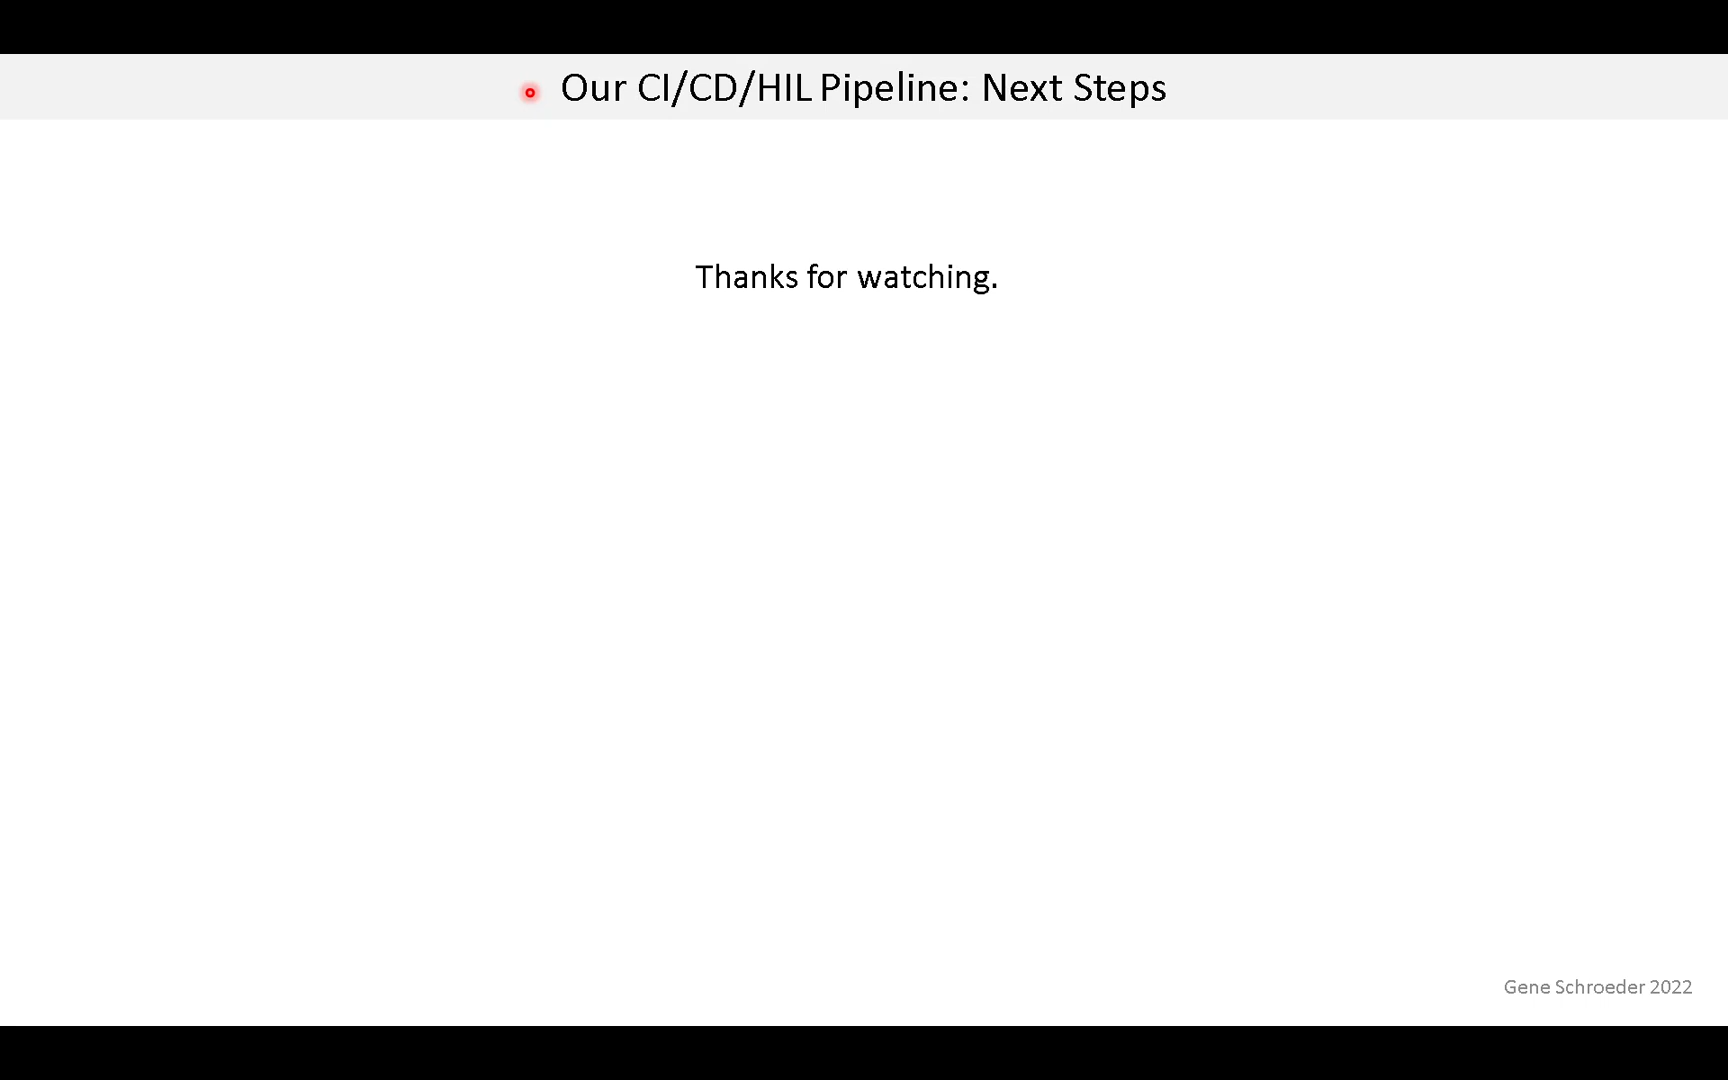 Our CI/CD/HIL Pipeline: Next Steps
Thanks for watching.
Gene Schroeder 2022